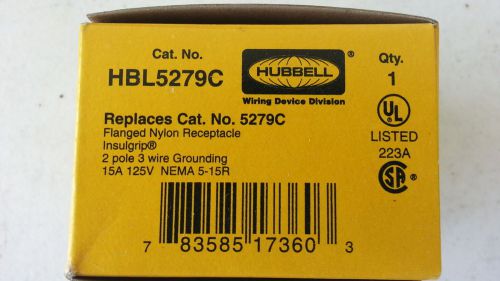 Cat. No.
HBL5279C
HUBBELL®
Wiring Device Division
Qty.
1
UL®
LISTED
223A
SA®
Replaces Cat. No. 5279C
Flanged Nylon Receptacle
Insulgrip®
2 pole 3 wire Grounding
15A 125V NEMA 5-15R
7 83585 17360 3